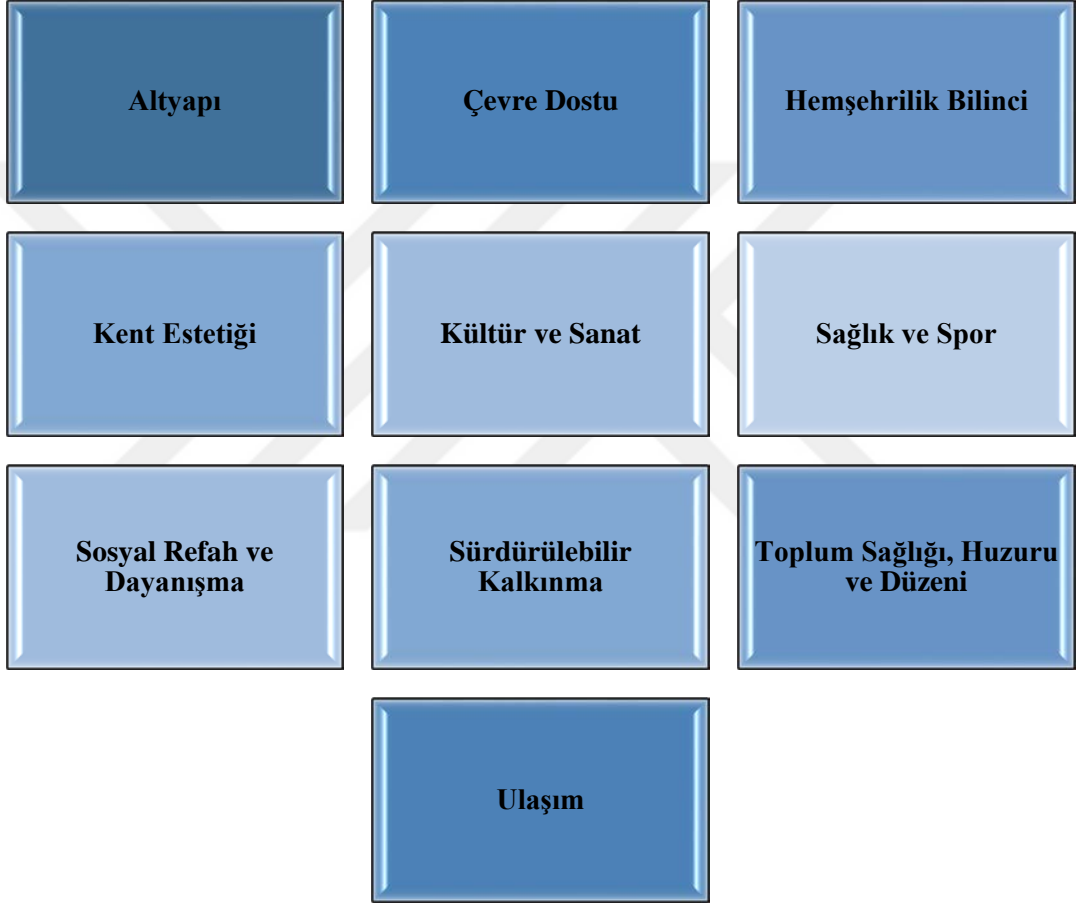 Altyapı
Çevre Dostu
Hemşehrilik Bilinci
Kent Estetiği
Kültür ve Sanat
Sağlık ve Spor
Sosyal Refah ve
Dayanışma
Sürdürülebilir
Kalkınma
Toplum Sağlığı, Huzuru
ve Düzeni
Ulaşım